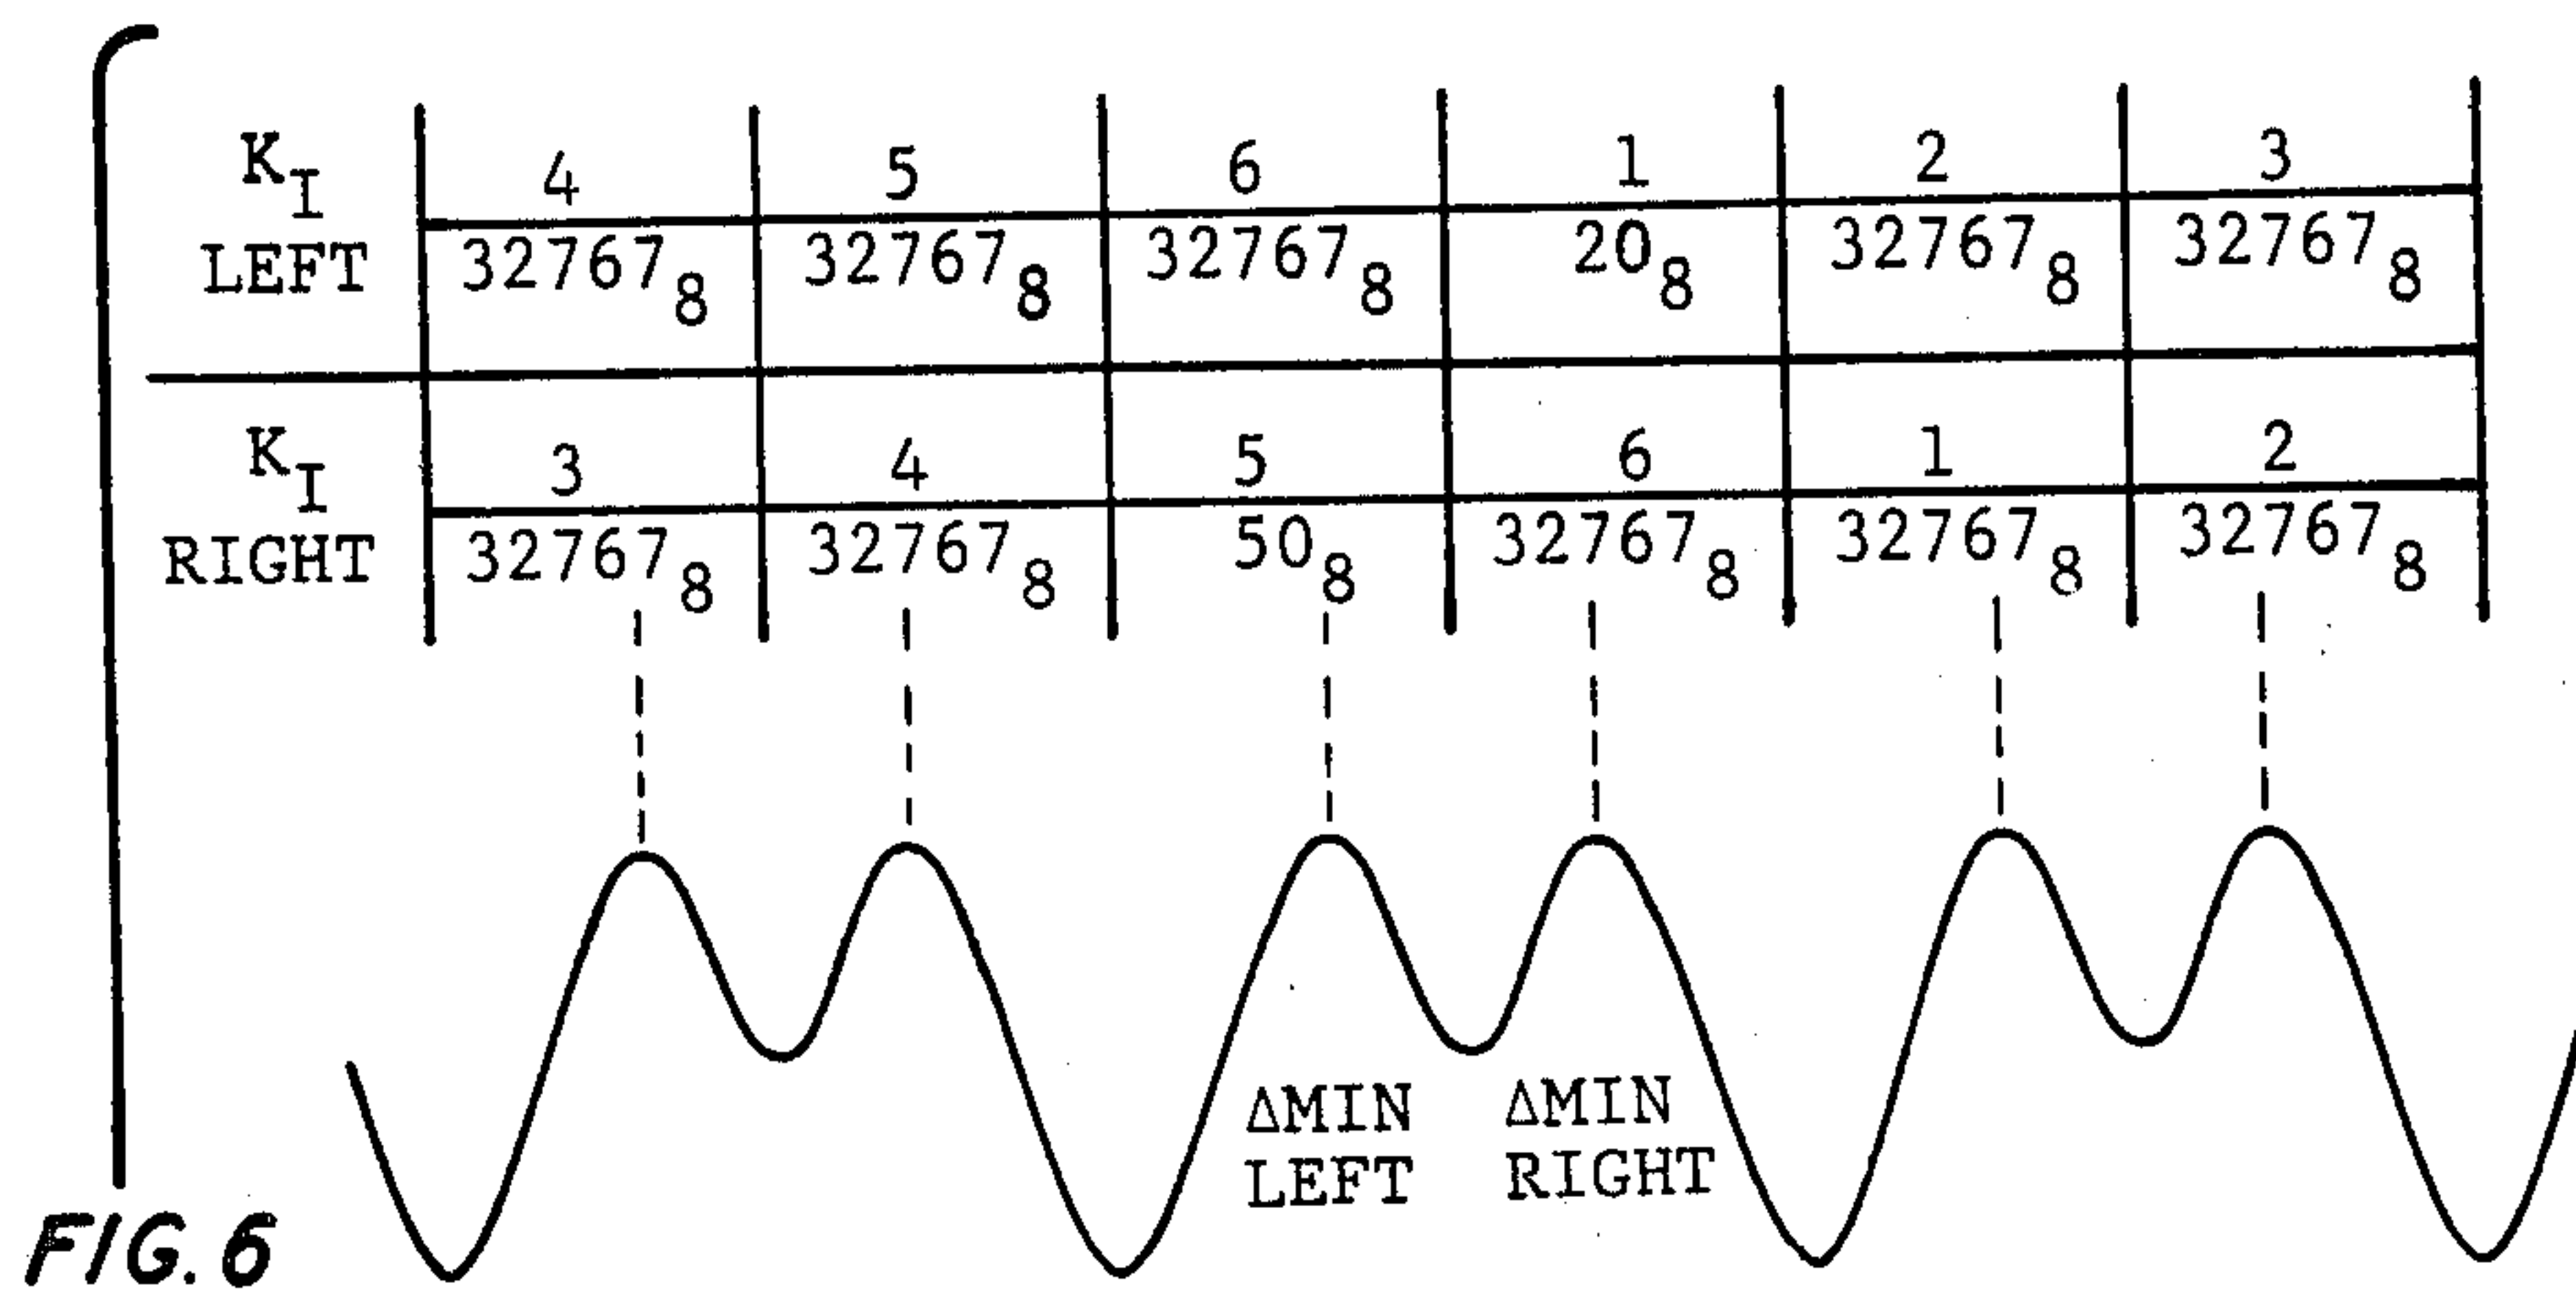 K_I 4 5 6 1 2 3
LEFT 32767_8 32767_8 32767_8 20_8 32767_8 32767_8
K_I 3 4 5 6 1 2
RIGHT 32767_8 32767_8 50_8 32767_8 32767_8 32767_8
ΔMIN ΔMIN
LEFT RIGHT
FIG. 6